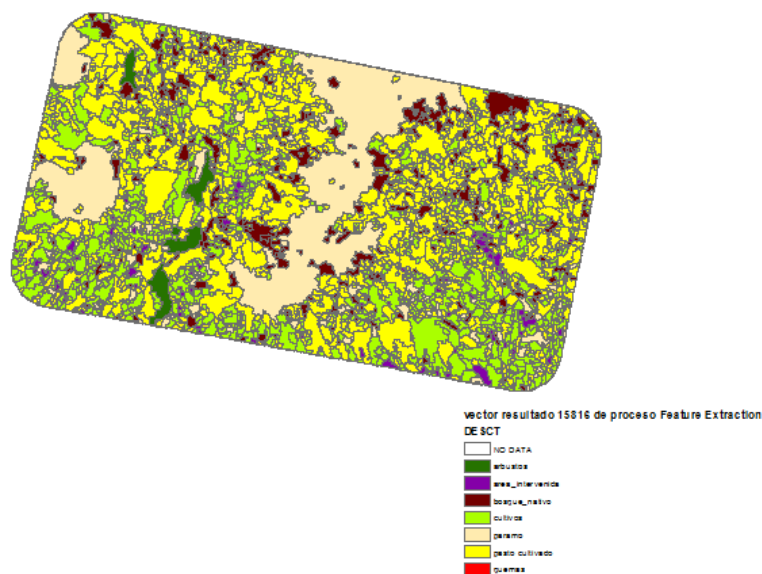 vector resultado 15816 de proceso Feature Extraction
DESCT
NO DATA
arbustos
area_intervenida
bosque_nativo
cultivos
paramo
pasto cultivado
quemas